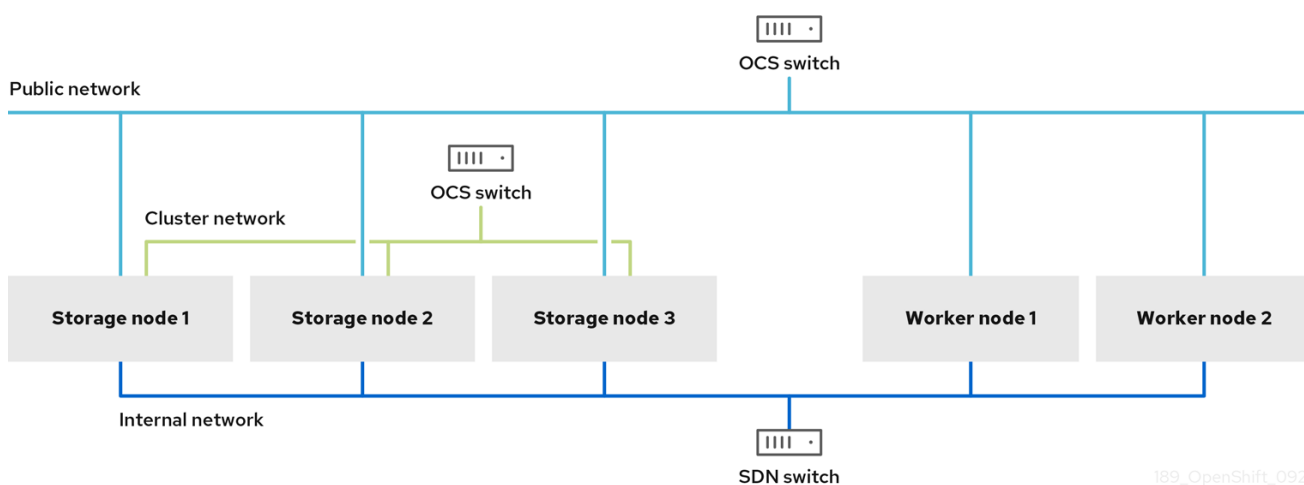 OCS switch
Public network
OCS switch
Cluster network
Storage node 1
Storage node 2
Storage node 3
Worker node 1
Worker node 2
Internal network
SDN switch
189_OpenShift_092